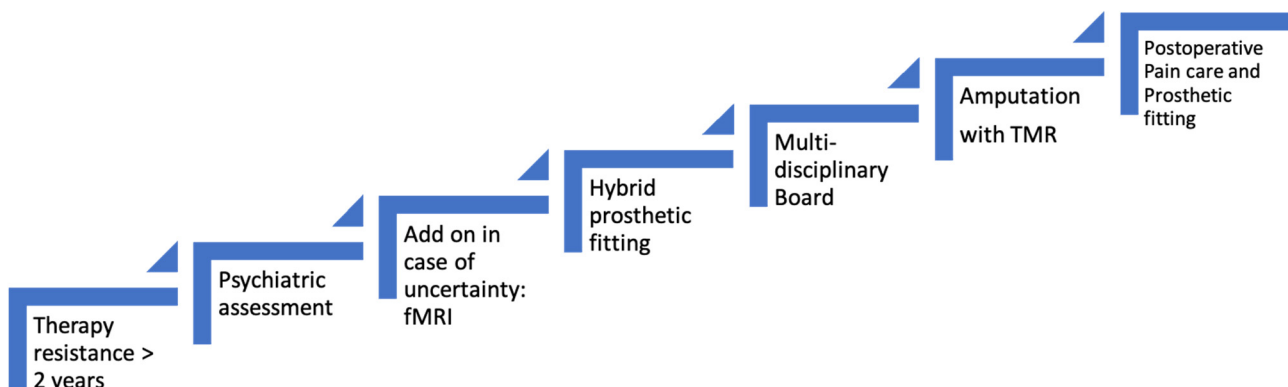 Therapy
resistance >
2 years
Psychiatric
assessment
Add on in
case of
uncertainty:
fMRI
Hybrid
prosthetic
fitting
Multi-
disciplinary
Board
Amputation
with TMR
Postoperative
Pain care and
Prosthetic
fitting